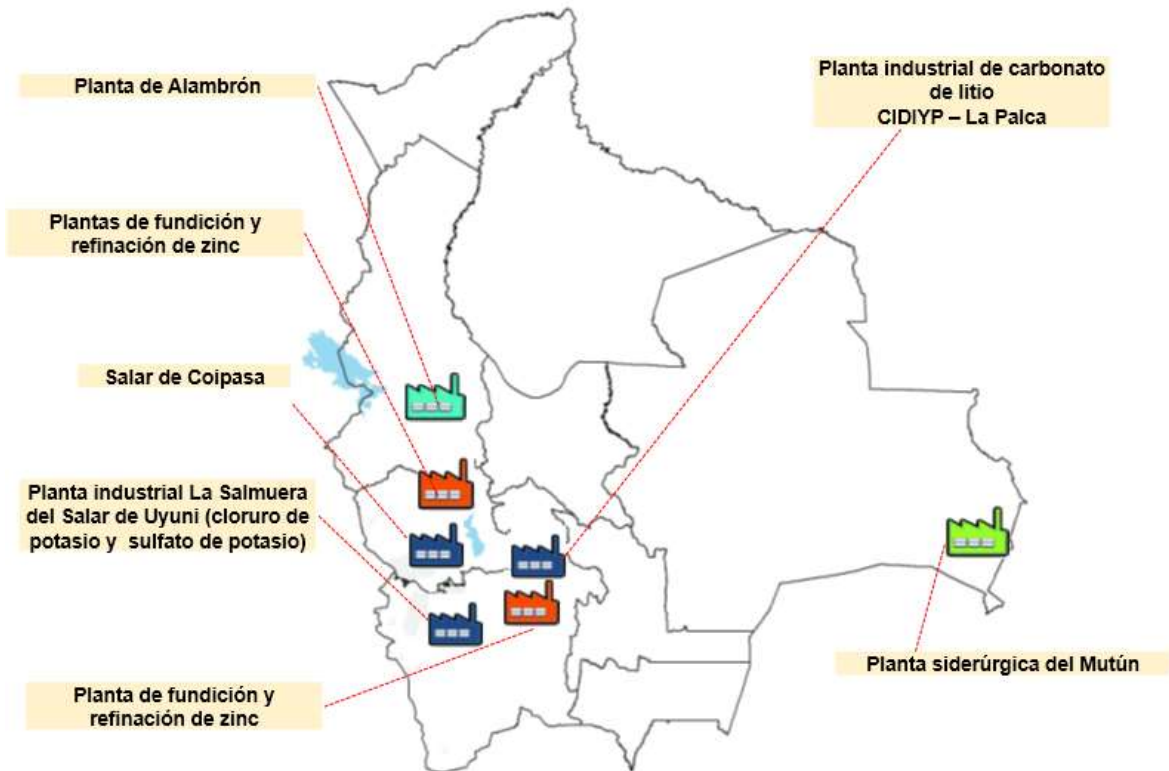 Planta de Alambrón
Planta industrial de carbonato
de litio
CIDIYP – La Palca
Plantas de fundición y
refinación de zinc
Salar de Coipasa
Planta industrial La Salmuera
del Salar de Uyuni (cloruro de
potasio y sulfato de potasio)
Planta siderúrgica del Mutún
Planta de fundición y
refinación de zinc